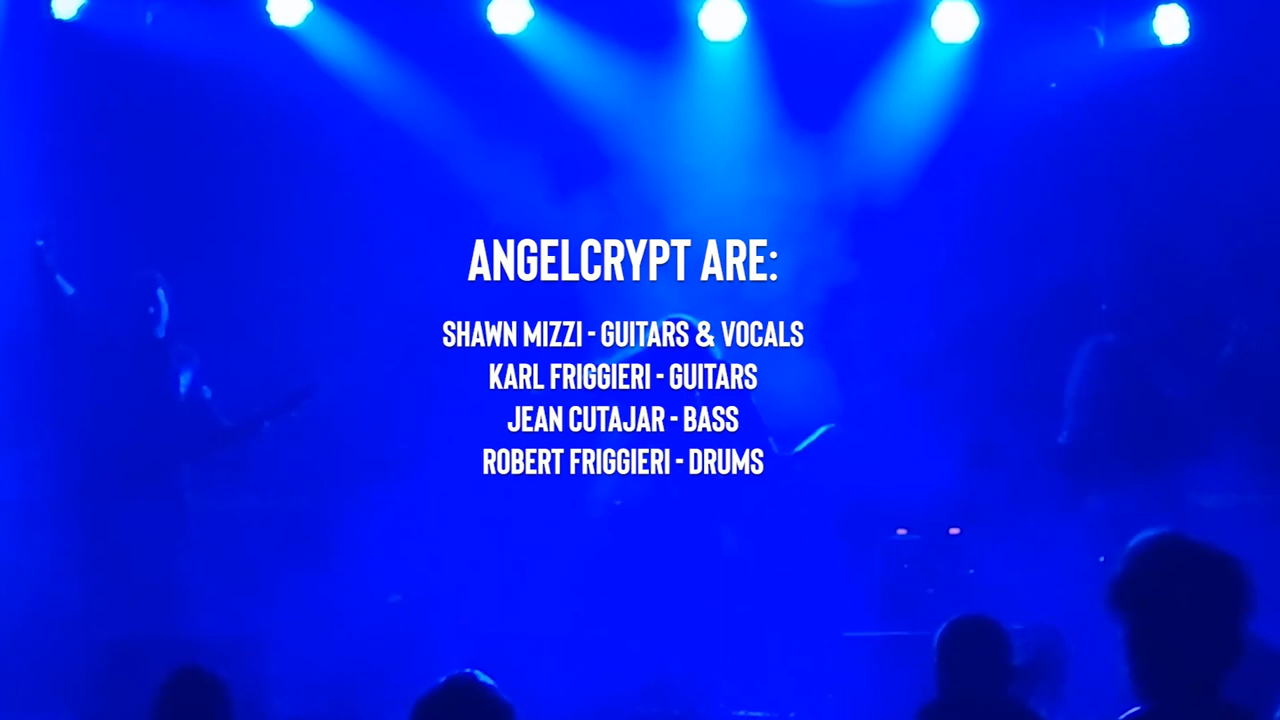 ANGELCRYPT ARE:
SHAWN MIZZI - GUITARS & VOCALS
KARL FRIGGIERI - GUITARS
JEAN CUTAJAR - BASS
ROBERT FRIGGIERI - DRUMS